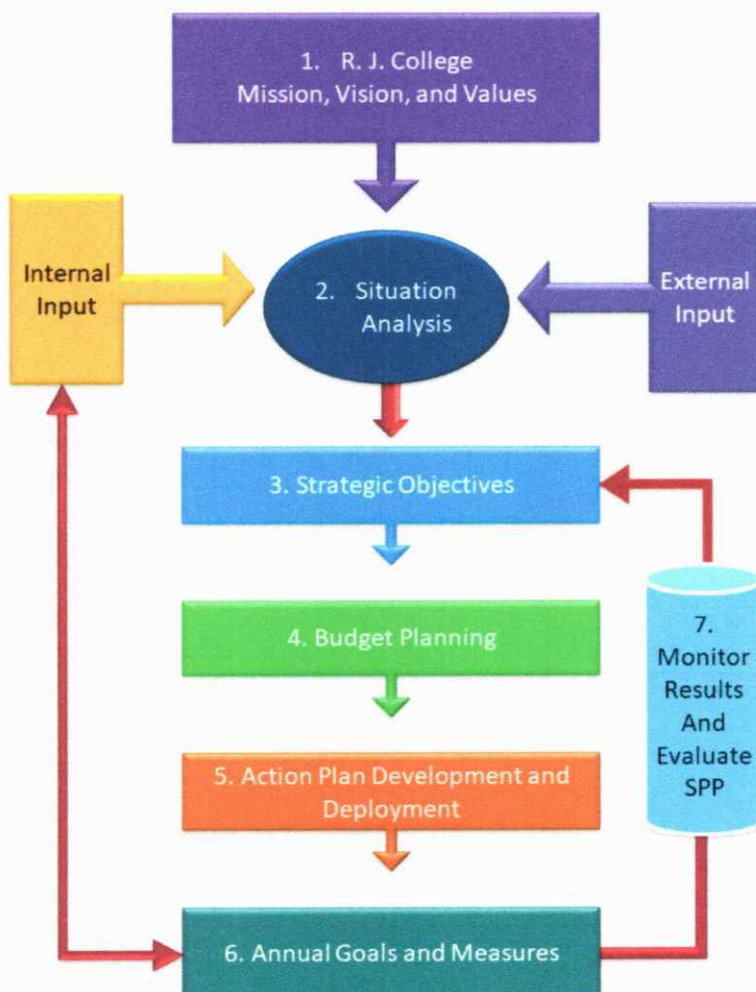 1. R. J. College
Mission, Vision, and Values
Internal
Input
2. Situation
Analysis
External
Input
3. Strategic Objectives
4. Budget Planning
7.
Monitor
Results
And
Evaluate
SPP
5. Action Plan Development and
Deployment
6. Annual Goals and Measures